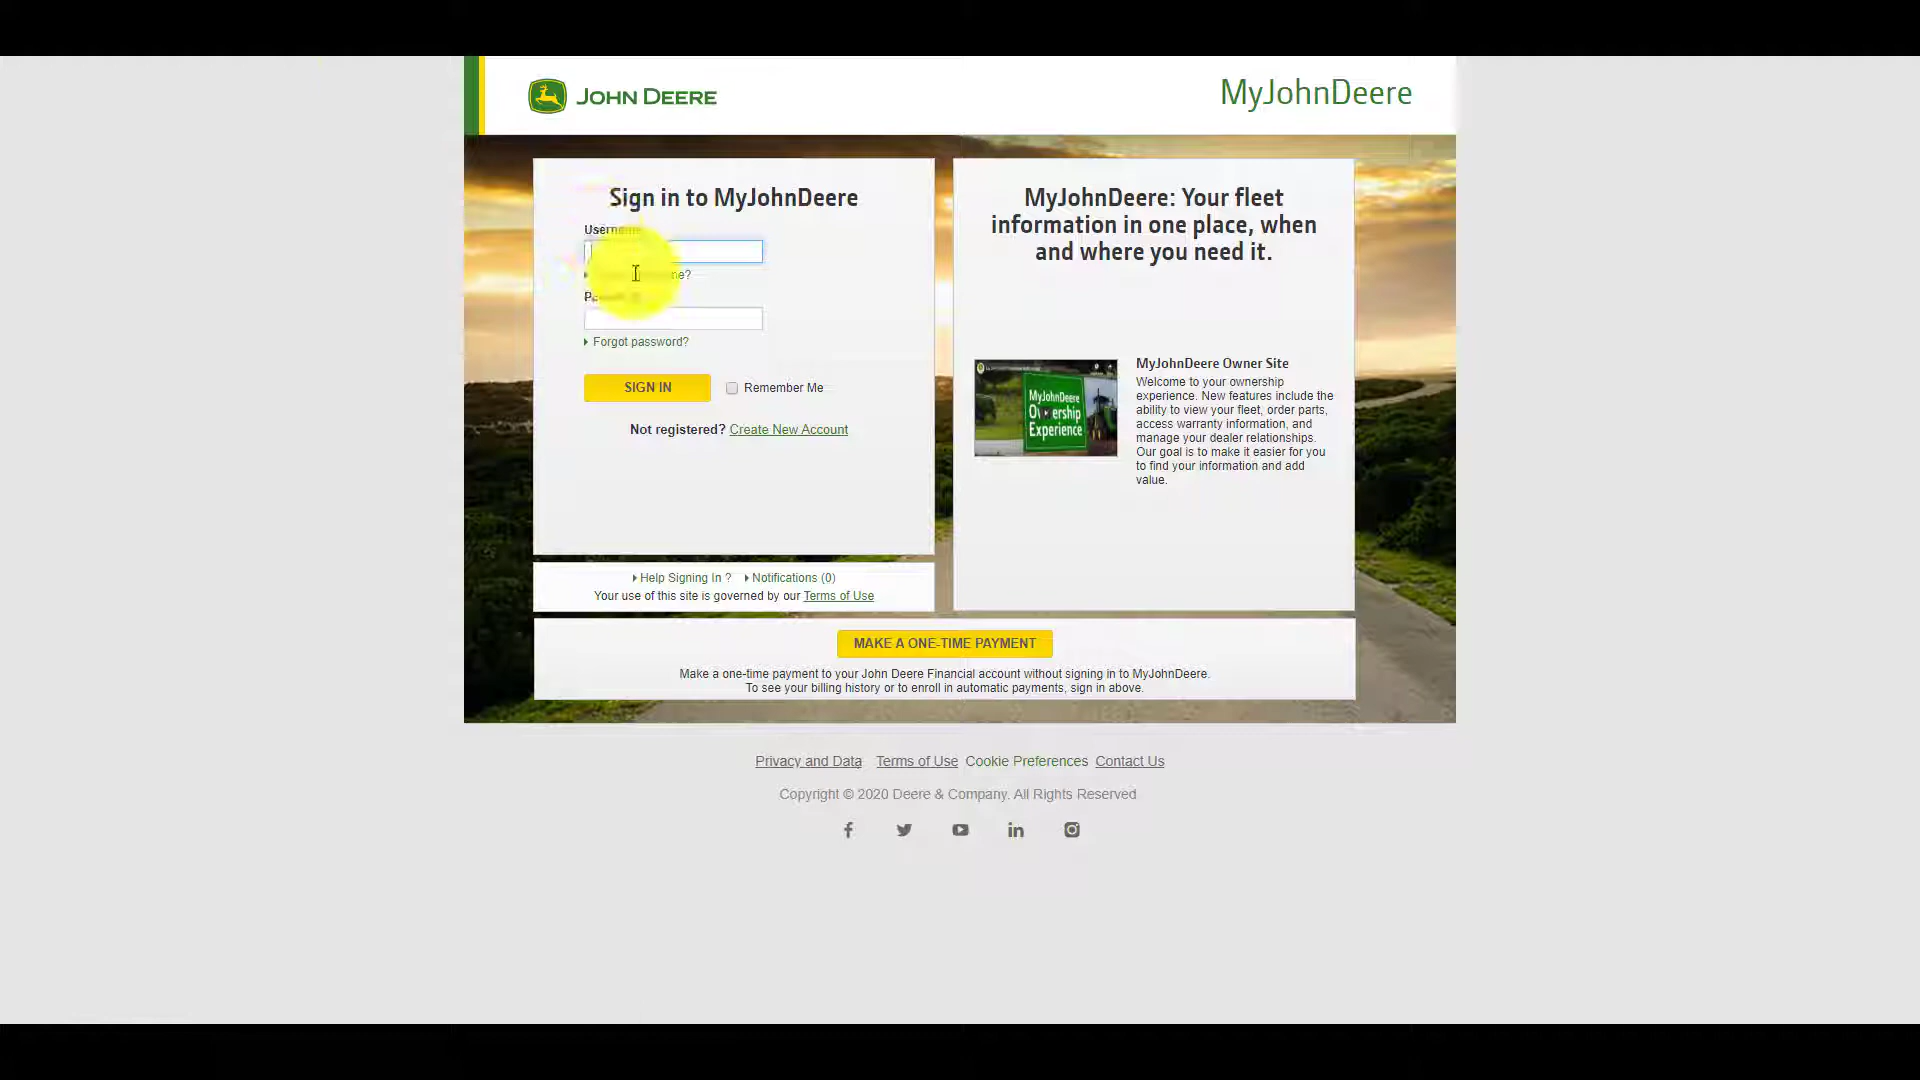 JOHN DEERE
MyJohnDeere
Sign in to MyJohnDeere
Username
Forgot password?
SIGN IN
Remember Me
Not registered? Create New Account
Help Signing In ? Notifications (0)
Your use of this site is governed by our Terms of Use
MyJohnDeere: Your fleet
information in one place, when
and where you need it.
MyJohnDeere
Ownership
Experience
MyJohnDeere Owner Site
Welcome to your ownership
experience. New features include the
ability to view your fleet, order parts,
access warranty information, and
manage your dealer relationships.
Our goal is to make it easier for you
to find your information and add
value.
MAKE A ONE-TIME PAYMENT
Make a one-time payment to your John Deere Financial account without signing in to MyJohnDeere.
To see your billing history or to enroll in automatic payments, sign in above.
Privacy and Data Terms of Use Cookie Preferences Contact Us
Copyright © 2020 Deere & Company. All Rights Reserved